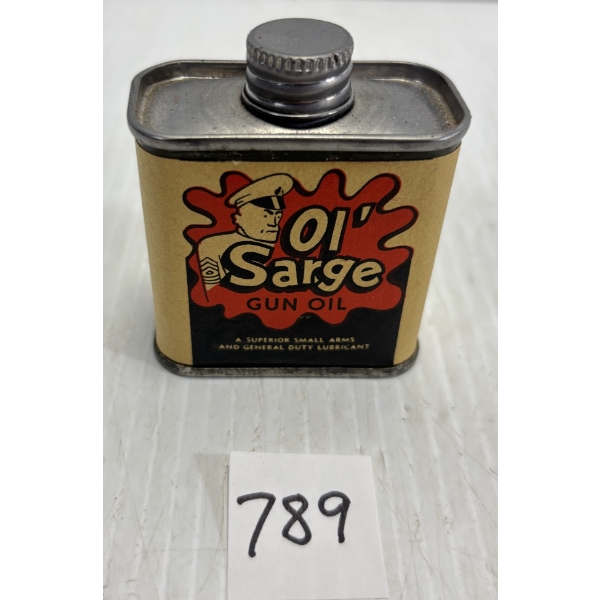 Ol'
Sarge
GUN OIL
A SUPERIOR SMALL ARMS
AND GENERAL DUTY LUBRICANT
789